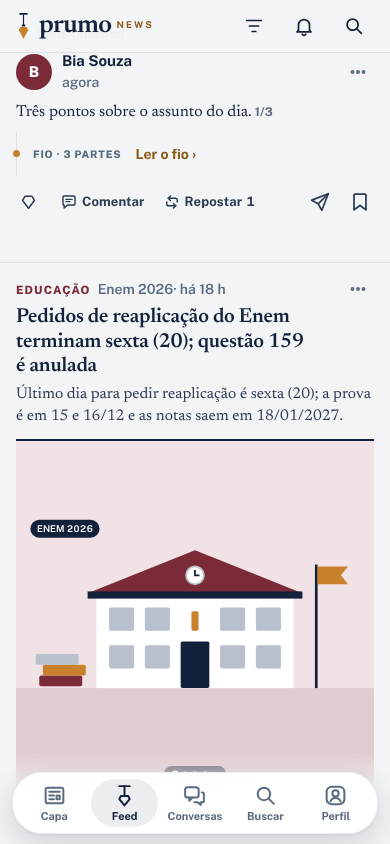 prumo NEWS
Bia Souza
agora
Três pontos sobre o assunto do dia. 1/3
FIO · 3 PARTES Ler o fio ›
Comentar Repostar 1
EDUCAÇÃO Enem 2026· há 18 h
Pedidos de reaplicação do Enem
terminam sexta (20); questão 159
é anulada
Último dia para pedir reaplicação é sexta (20); a prova
é em 15 e 16/12 e as notas saem em 18/01/2027.
ENEM 2026
Capa Feed Conversas Buscar Perfil
B